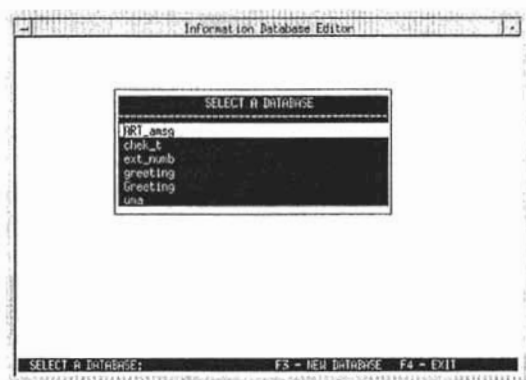 Information Database Editor
SELECT A DATABASE
ART_amsg
chek_t
ext_numb
greeting
Greeting
una
SELECT A DATABASE: F3 - NEW DATABASE F4 - EXIT